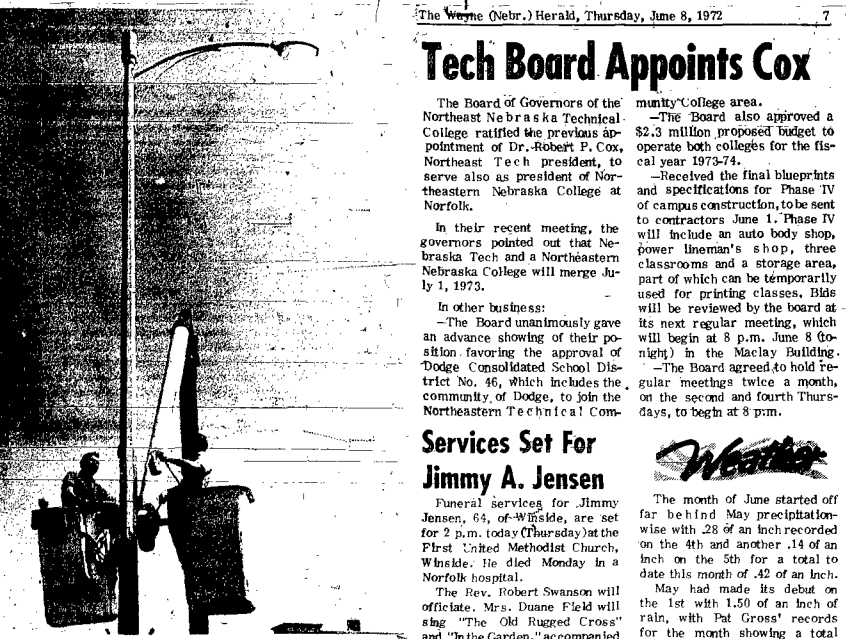 The Wayne (Nebr.) Herald, Thursday, June 8, 1972 7
Tech Board Appoints Cox
The Board of Governors of the
Northeast Nebraska Technical
College ratified the previous ap-
pointment of Dr. Robert P. Cox,
Northeast Tech president, to
serve also as president of Nor-
theastern Nebraska College at
Norfolk.
In their recent meeting, the
governors pointed out that Ne-
braska Tech and a Northeastern
Nebraska College will merge Ju-
ly 1, 1973.
In other business:
—The Board unanimously gave
an advance showing of their po-
sition favoring the approval of
Dodge Consolidated School Dis-
trict No. 46, which includes the
community of Dodge, to join the
Northeastern Technical Com-
munity College area.
—The Board also approved a
$2.3 million proposed budget to
operate both colleges for the fis-
cal year 1973-74.
—Received the final blueprints
and specifications for Phase IV
of campus construction, to be sent
to contractors June 1. Phase IV
will include an auto body shop,
power lineman's shop, three
classrooms and a storage area,
part of which can be temporarily
used for printing classes. Bids
will be reviewed by the board at
its next regular meeting, which
will begin at 8 p.m. June 8 (to-
night) in the Maclay Building.
—The Board agreed to hold re-
gular meetings twice a month,
on the second and fourth Thurs-
days, to begin at 8 p.m.
Services Set For
Jimmy A. Jensen
Funeral services for Jimmy
Jensen, 64, of Winside, are set
for 2 p.m. today (Thursday) at the
First United Methodist Church,
Winside. He died Monday in a
Norfolk hospital.
The Rev. Robert Swanson will
officiate. Mrs. Duane Field will
sing "The Old Rugged Cross"
and "In the Garden," accompanied
Weather
The month of June started off
far behind May precipitation-
wise with .28 of an inch recorded
on the 4th and another .14 of an
inch on the 5th for a total to
date this month of .42 of an inch.
May had made its debut on
the 1st with 1.50 of an inch of
rain, with Pat Gross' records
for the month showing a total